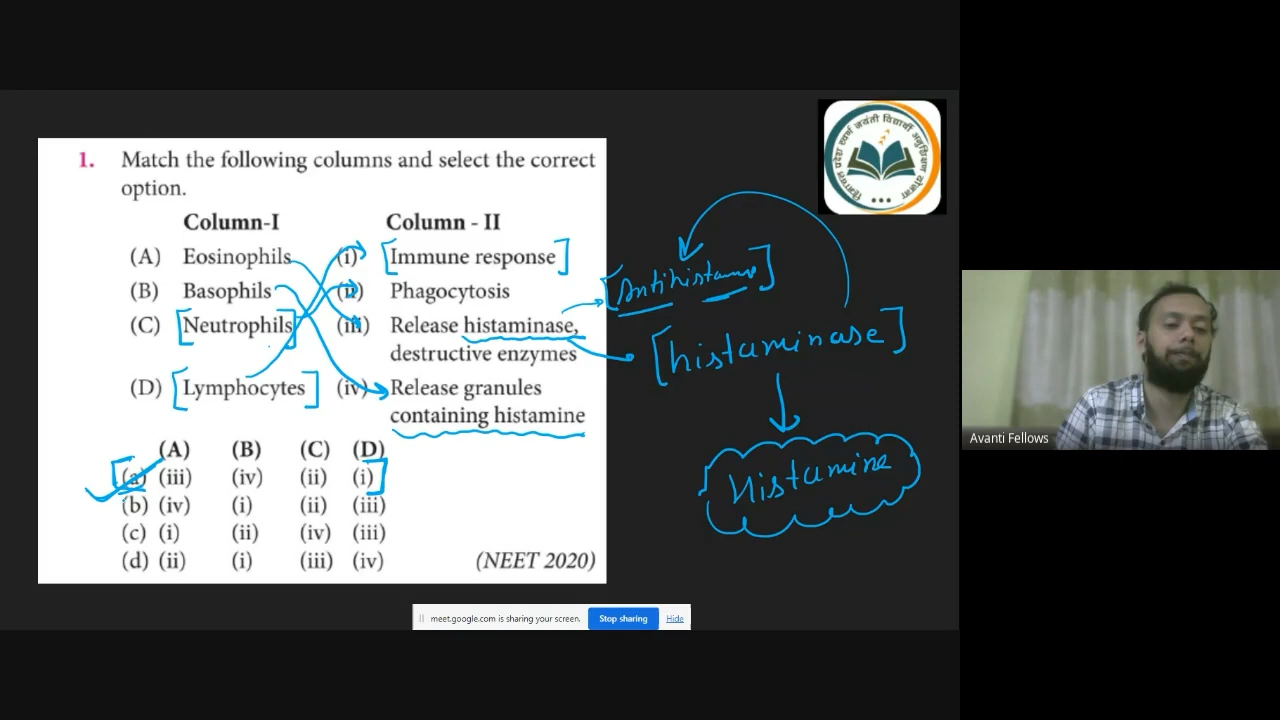 1. Match the following columns and select the correct
option.
Column-I Column - II
(A) Eosinophils (i) Immune response
(B) Basophils (ii) Phagocytosis
(C) Neutrophils (iii) Release histaminase,
destructive enzymes
(D) Lymphocytes (iv) Release granules
containing histamine
(A) (B) (C) (D)
(a) (iii) (iv) (ii) (i)
(b) (iv) (i) (ii) (iii)
(c) (i) (ii) (iv) (iii)
(d) (ii) (i) (iii) (iv)
(NEET 2020)
[histaminase]
Histamine
meet.google.com is sharing your screen. Stop sharing Hide
Avanti Fellows